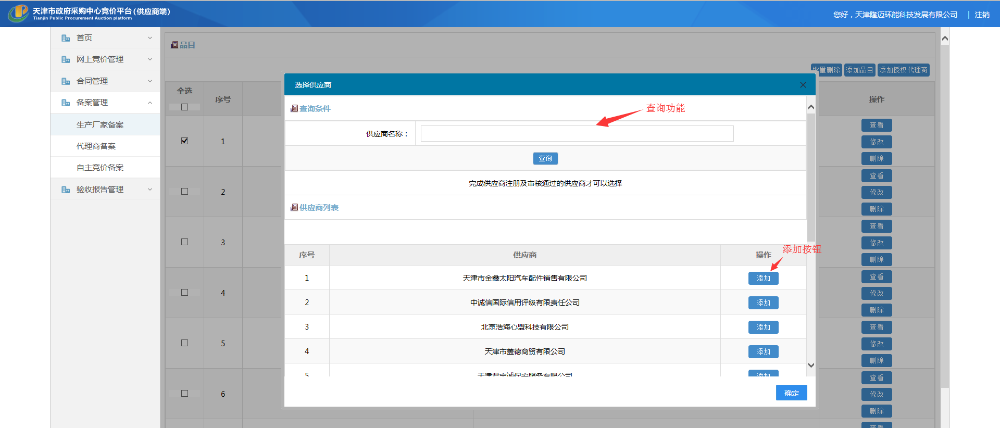 天津市政府采购中心竞价平台(供应商端)
Tianjin Public Procurement Auction platform
您好，天津隆迈环能科技发展有限公司 | 注销
首页
网上竞价管理
合同管理
备案管理
生产厂家备案
代理商备案
自主竞价备案
验收报告管理
品目
批量删除 添加品目 添加授权代理商
全选 序号 操作
1 查看
修改
删除
2 查看
修改
删除
3 查看
修改
删除
4 查看
修改
删除
5 查看
修改
删除
6 查看
修改
删除
查看
选择供应商
查询条件
查询功能
供应商名称：
查询
完成供应商注册及审核通过的供应商才可以选择
供应商列表
添加按钮
序号 供应商 操作
1 天津市金鑫太阳汽车配件销售有限公司 添加
2 中诚信国际信用评级有限责任公司 添加
3 北京浩海心盟科技有限公司 添加
4 天津市盖德商贸有限公司 添加
5 添加
确定